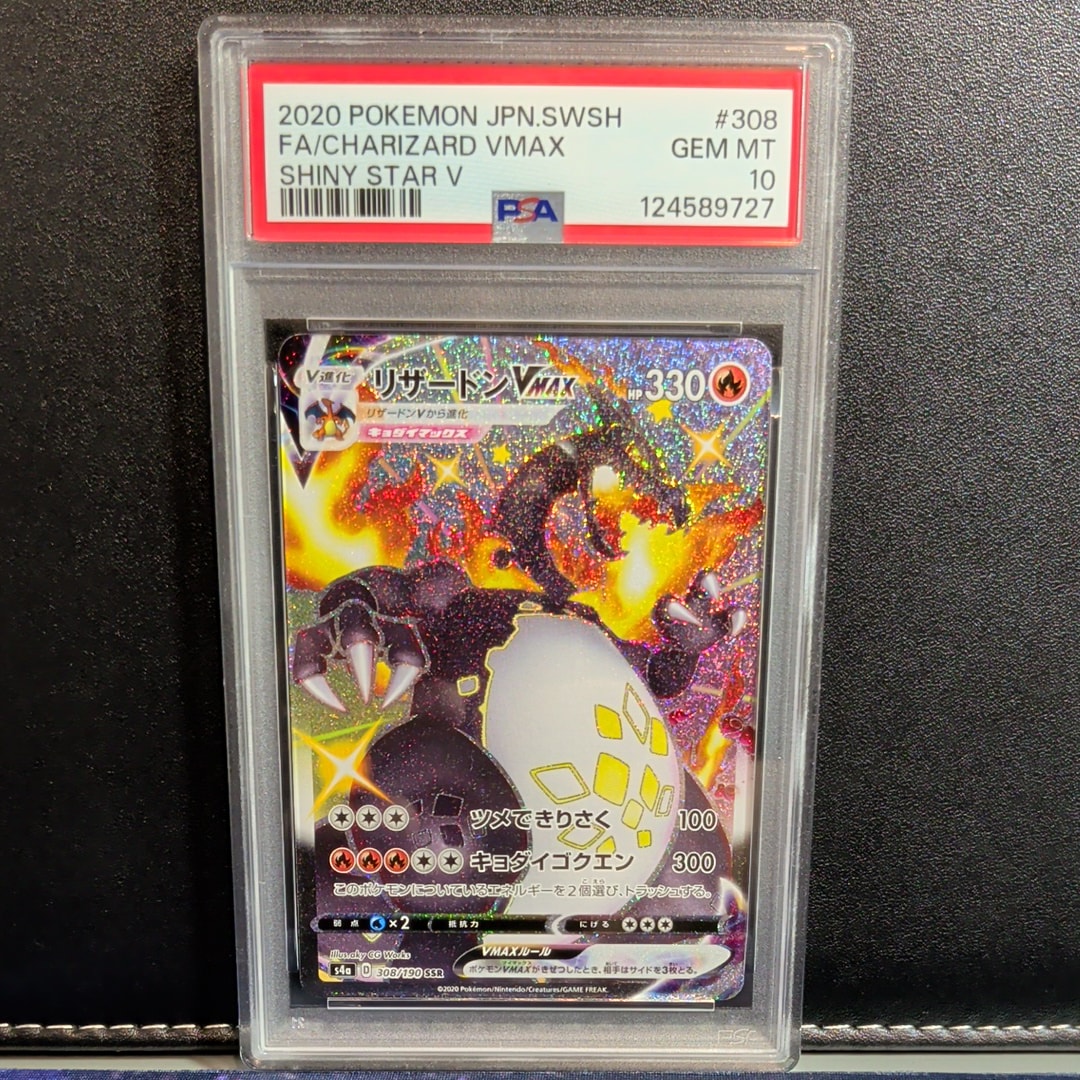 2020 POKEMON JPN.SWSH #308
FA/CHARIZARD VMAX GEM MT
SHINY STAR V 10
PSA 124589727
V進化 リザードンVMAX HP 330
リザードンVから進化
キョダイマックス
ツメできりさく 100
キョダイゴクエン 300
このポケモンについているエネルギーを2個選び、トラッシュする。
弱点 ×2 抵抗力 にげる
VMAXルール
ポケモンVMAXがきぜつしたとき、相手はサイドを3枚とる。
Illus. aky CG Works
s4a D 308/190 SSR
©2020 Pokémon/Nintendo/Creatures/GAME FREAK.